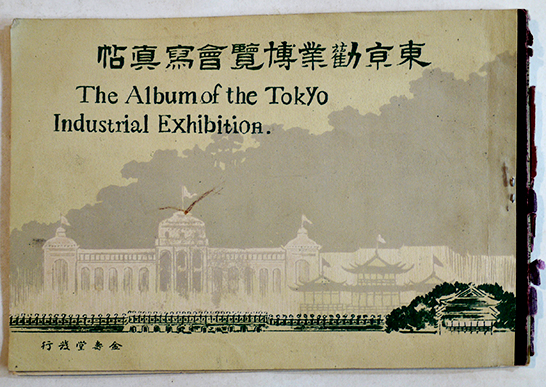 東京勸業博覽會寫真帖
The Album of the Tokyo
Industrial Exhibition.
金壽堂發行